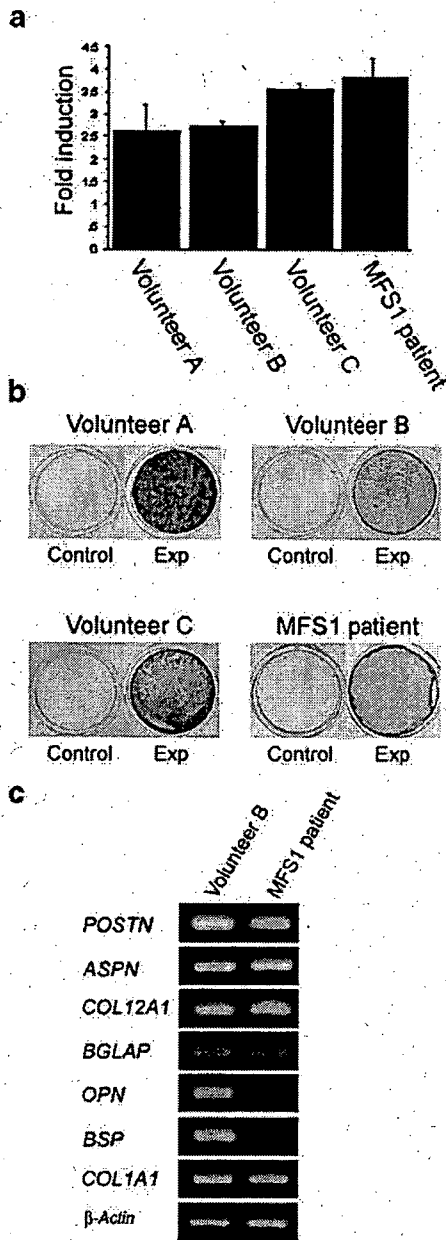 a
Fold induction
4.5
4
3.5
3
2.5
2
1.5
1
.5
0
Volunteer A
Volunteer B
Volunteer C
MFS1 patient
b
Volunteer A Volunteer B
Control Exp Control Exp
Volunteer C MFS1 patient
Control Exp Control Exp
c
Volunteer B
MFS1 patient
POSTN
ASPN
COL12A1
BGLAP
OPN
BSP
COL1A1
β-Actin